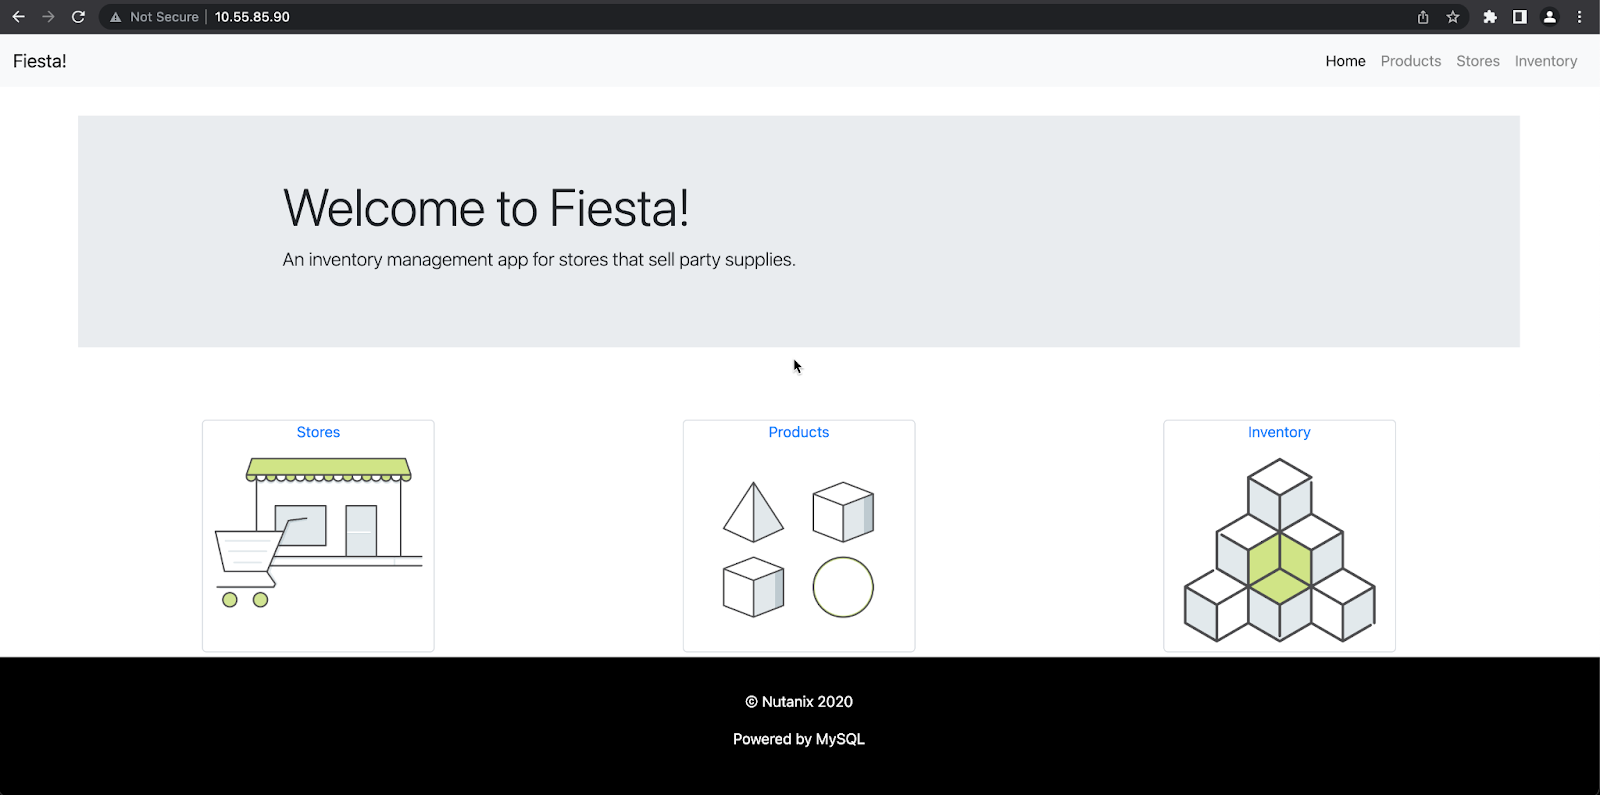 Not Secure | 10.55.85.90
Fiesta!
Home Products Stores Inventory
Welcome to Fiesta!
An inventory management app for stores that sell party supplies.
Stores
Products
Inventory
© Nutanix 2020
Powered by MySQL